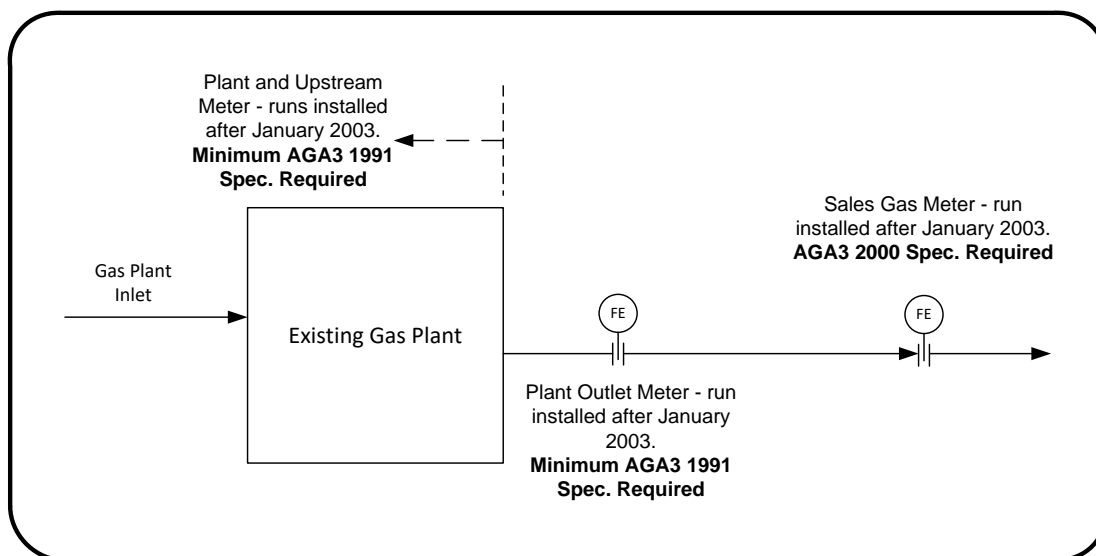 Plant and Upstream
Meter - runs installed
after January 2003.
Minimum AGA3 1991
Spec. Required
Sales Gas Meter - run
installed after January 2003.
AGA3 2000 Spec. Required
Gas Plant
Inlet
Existing Gas Plant
FE
FE
Plant Outlet Meter - run
installed after January
2003.
Minimum AGA3 1991
Spec. Required